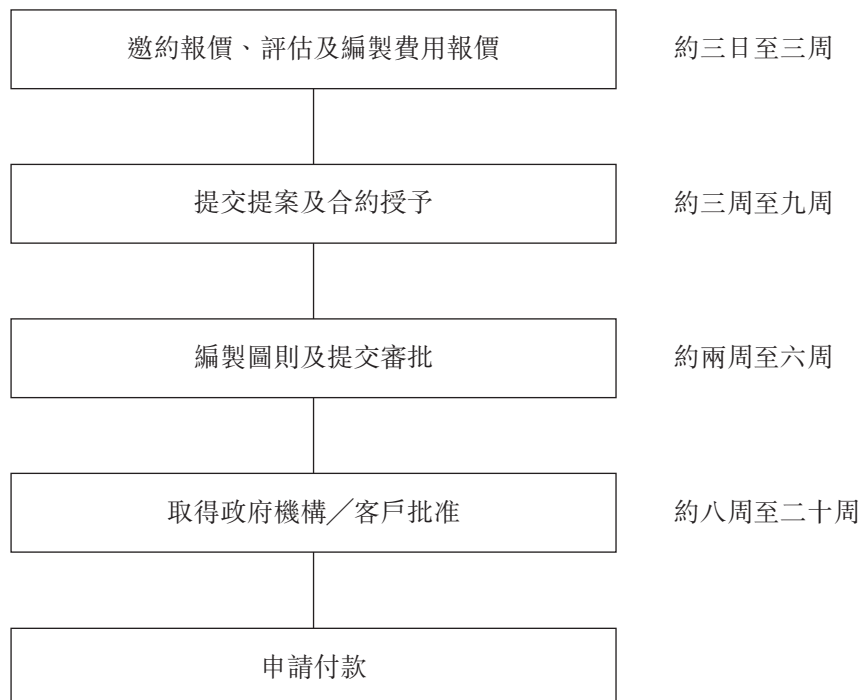 邀約報價、評估及編製費用報價
約三日至三周
提交提案及合約授予
約三周至九周
編製圖則及提交審批
約兩周至六周
取得政府機構╱客戶批准
約八周至二十周
申請付款